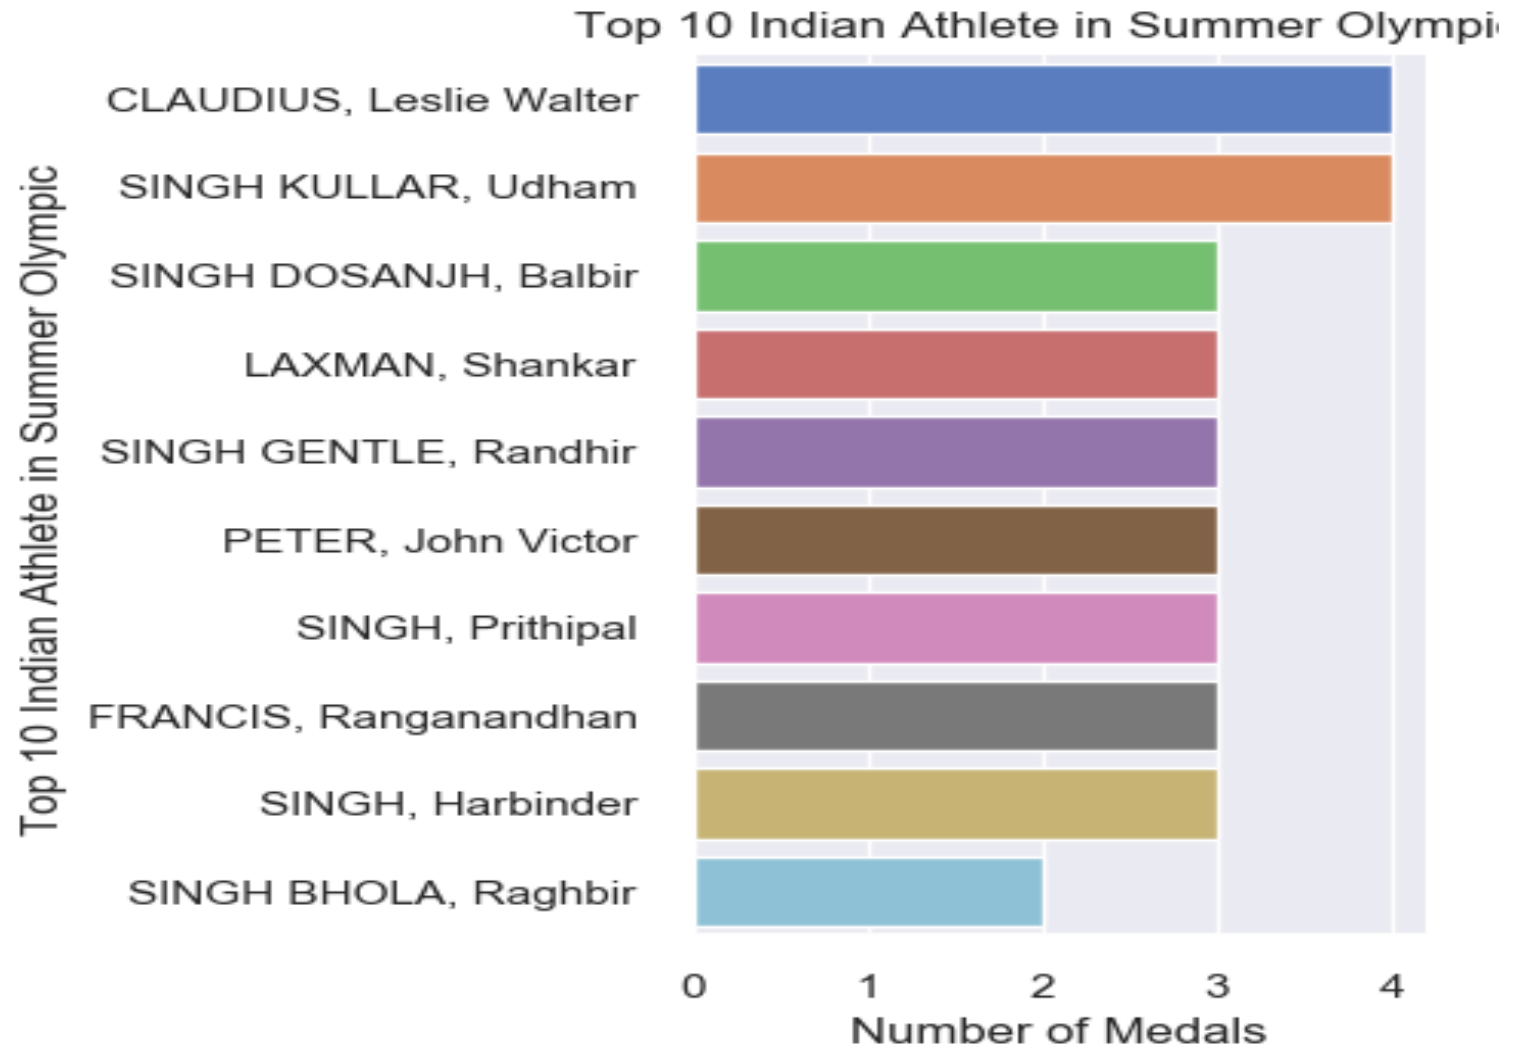 Top 10 Indian Athlete in Summer Olympi
CLAUDIUS, Leslie Walter
SINGH KULLAR, Udham
SINGH DOSANJH, Balbir
LAXMAN, Shankar
SINGH GENTLE, Randhir
PETER, John Victor
SINGH, Prithipal
FRANCIS, Ranganandhan
SINGH, Harbinder
SINGH BHOLA, Raghbir
Top 10 Indian Athlete in Summer Olympic
0 1 2 3 4
Number of Medals